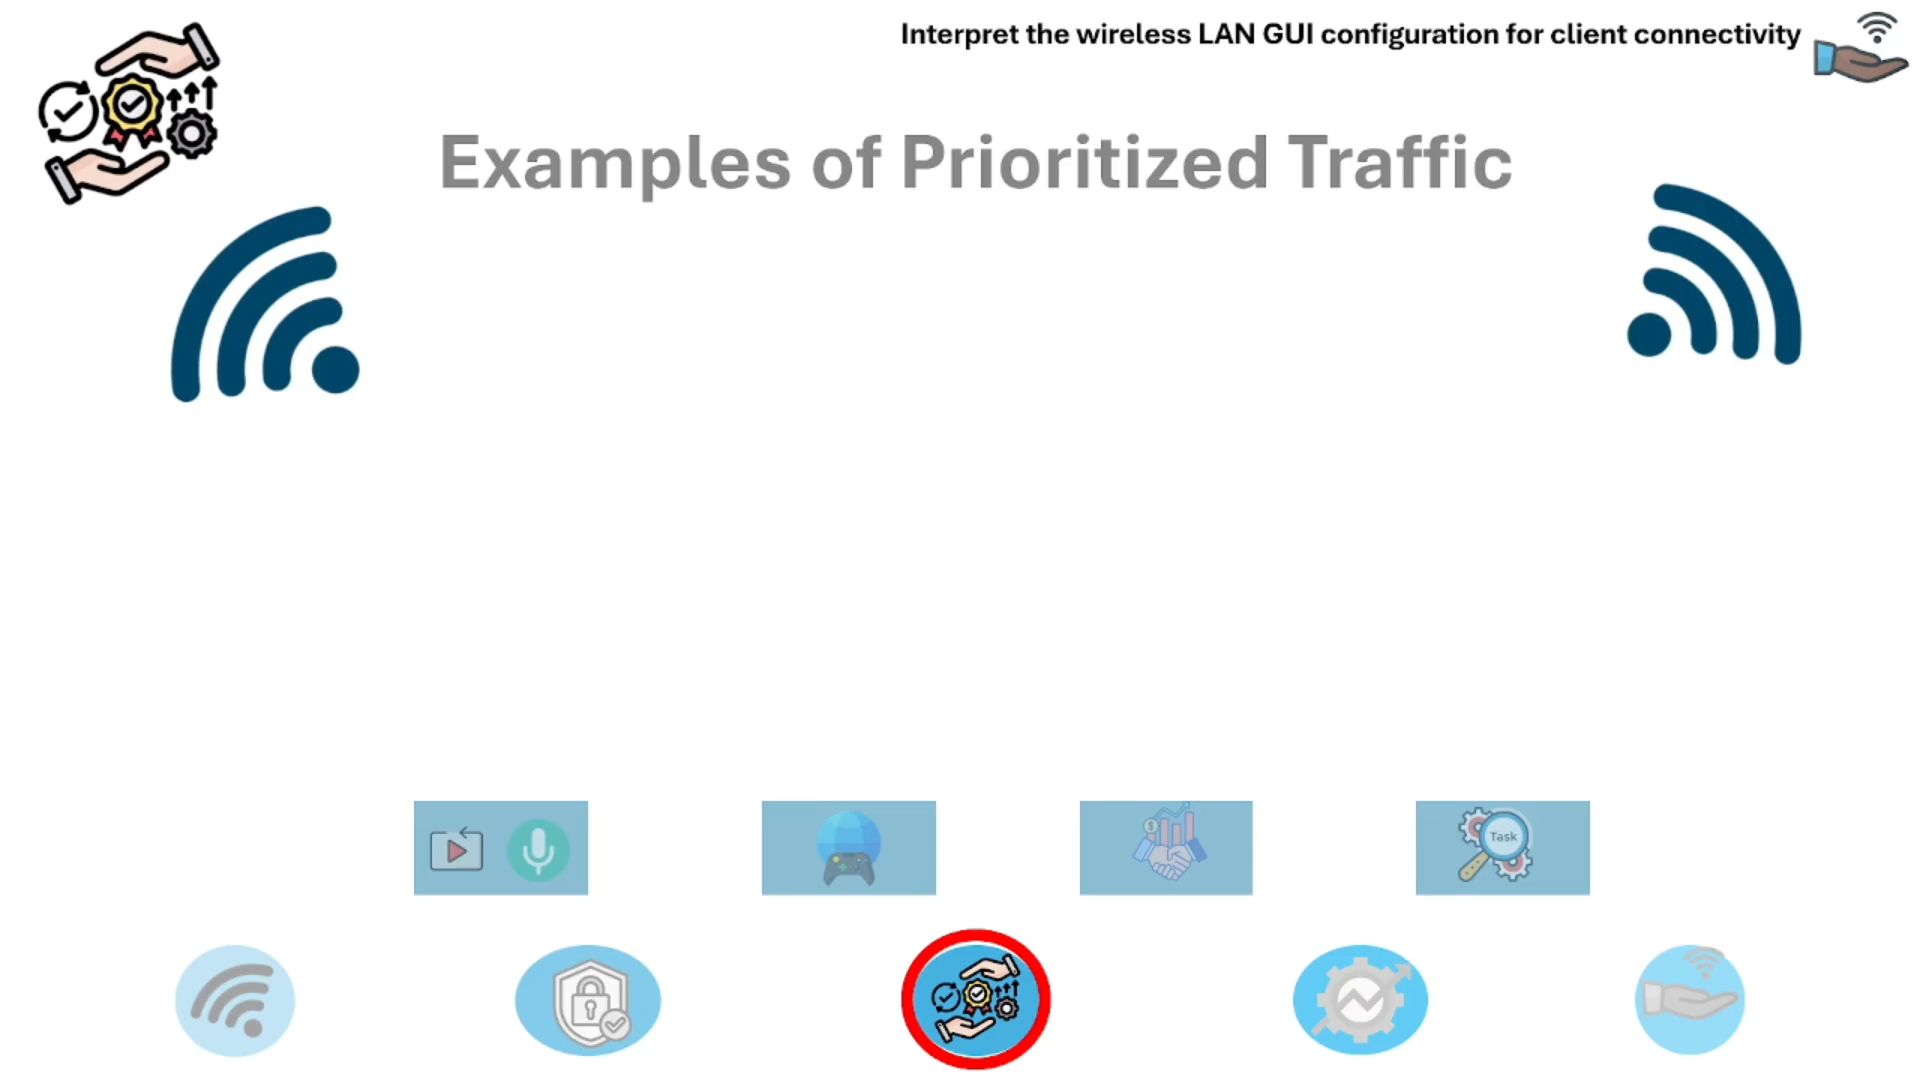 Interpret the wireless LAN GUI configuration for client connectivity
Examples of Prioritized Traffic
Task